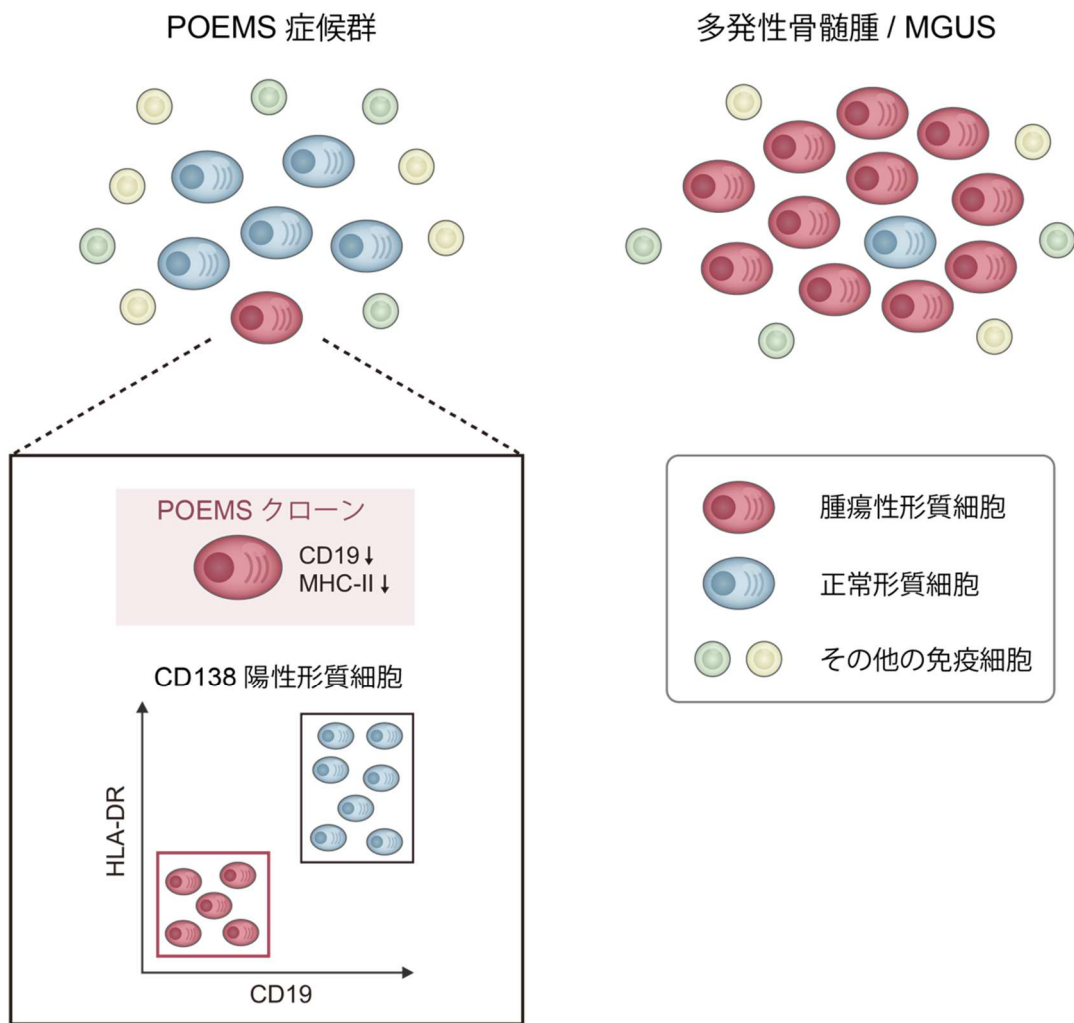 POEMS 症候群
多発性骨髄腫 / MGUS
POEMS クローン
CD19↓
MHC-II↓
CD138 陽性形質細胞
HLA-DR
CD19
腫瘍性形質細胞
正常形質細胞
その他の免疫細胞